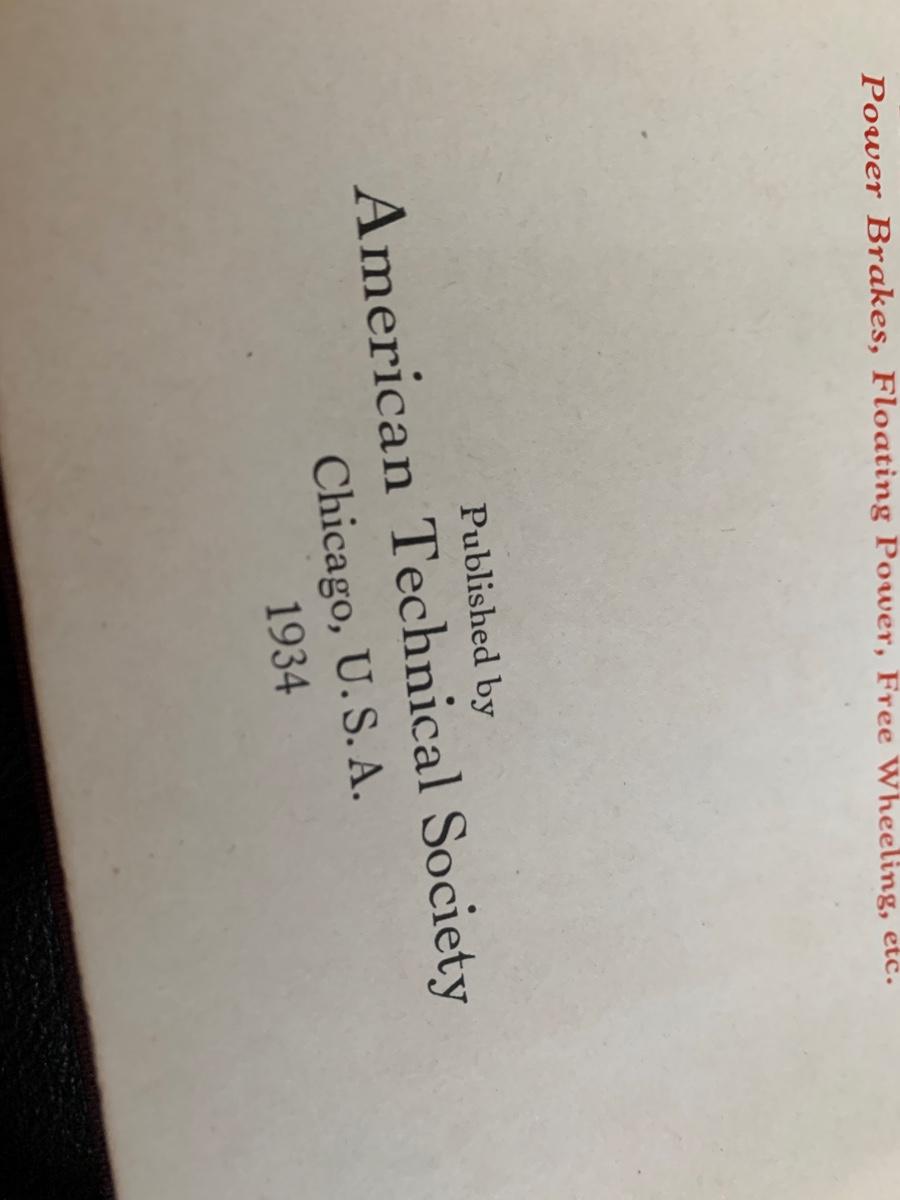 Power Brakes, Floating Power, Free Wheeling, etc.
Published by
American Technical Society
Chicago, U.S.A.
1934